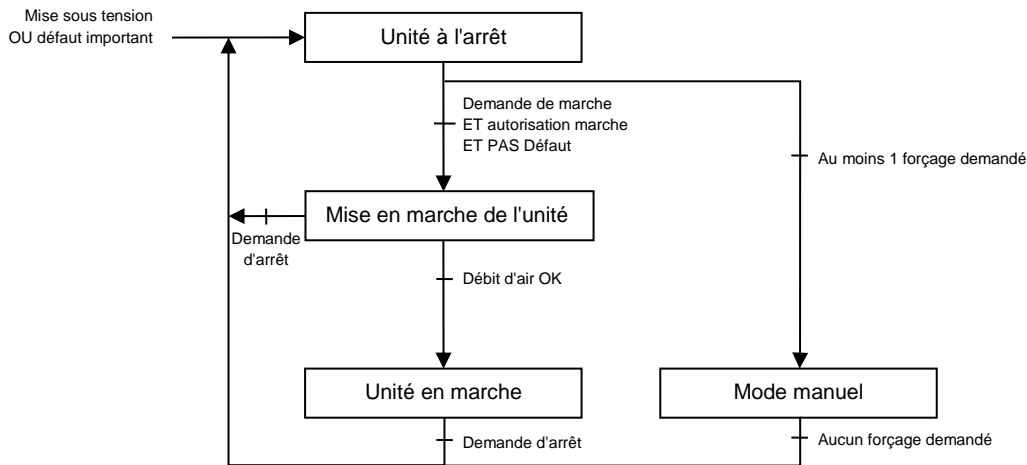 Mise sous tension
OU défaut important
Unité à l'arrêt
Demande de marche
ET autorisation marche
ET PAS Défaut
Au moins 1 forçage demandé
Mise en marche de l'unité
Demande
d'arrêt
Débit d'air OK
Unité en marche
Mode manuel
Demande d'arrêt
Aucun forçage demandé